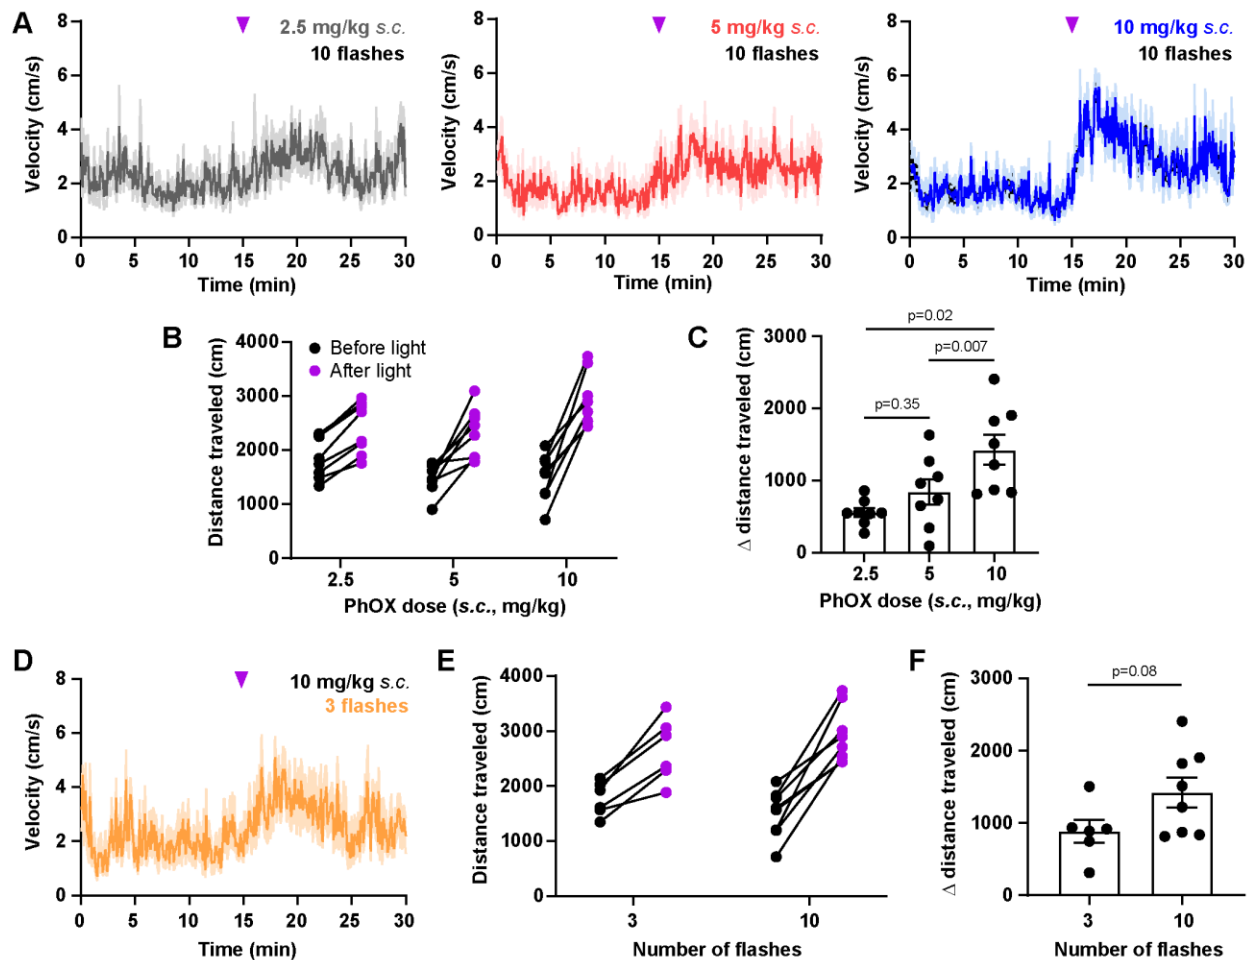 A
2.5 mg/kg s.c.
10 flashes
Velocity (cm/s)
8
6
4
2
0
0 5 10 15 20 25 30
Time (min)
5 mg/kg s.c.
10 flashes
Velocity (cm/s)
8
6
4
2
0
0 5 10 15 20 25 30
Time (min)
10 mg/kg s.c.
10 flashes
Velocity (cm/s)
8
6
4
2
0
0 5 10 15 20 25 30
Time (min)
B
Before light
After light
Distance traveled (cm)
4000
3000
2000
1000
0
2.5 5 10
PhOX dose (s.c., mg/kg)
C
p=0.02
p=0.007
p=0.35
Δ distance traveled (cm)
3000
2000
1000
0
2.5 5 10
PhOX dose (s.c., mg/kg)
D
10 mg/kg s.c.
3 flashes
Velocity (cm/s)
8
6
4
2
0
0 5 10 15 20 25 30
Time (min)
E
Distance traveled (cm)
4000
3000
2000
1000
0
3 10
Number of flashes
F
p=0.08
Δ distance traveled (cm)
3000
2000
1000
0
3 10
Number of flashes